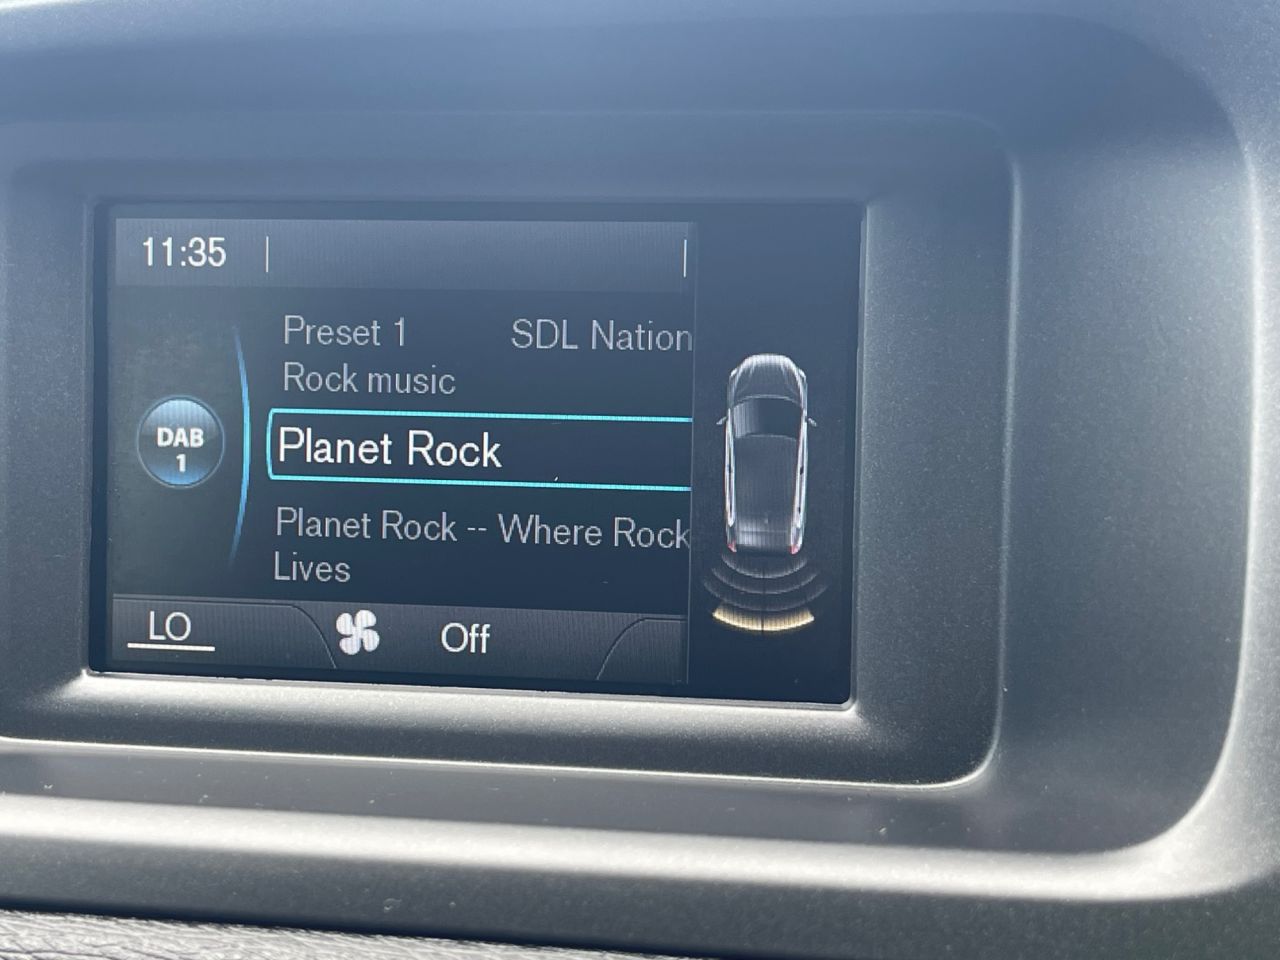 11:35
Preset 1 SDL Nation
Rock music
DAB
1
Planet Rock
Planet Rock -- Where Rock
Lives
LO Off